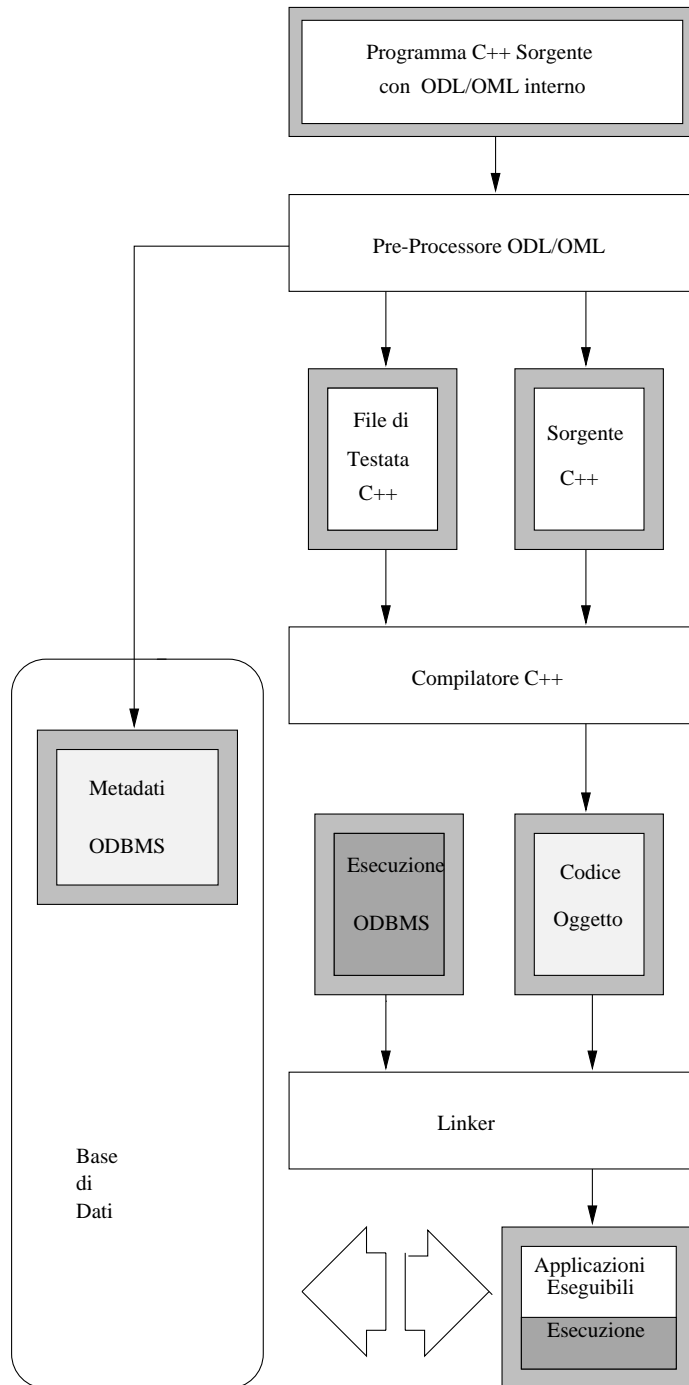 Programma C++ Sorgente
con ODL/OML interno
Pre-Processore ODL/OML
File di
Testata
C++
Sorgente
C++
Compilatore C++
Metadati
ODBMS
Esecuzione
ODBMS
Codice
Oggetto
Linker
Base
di
Dati
Applicazioni
Eseguibili
Esecuzione